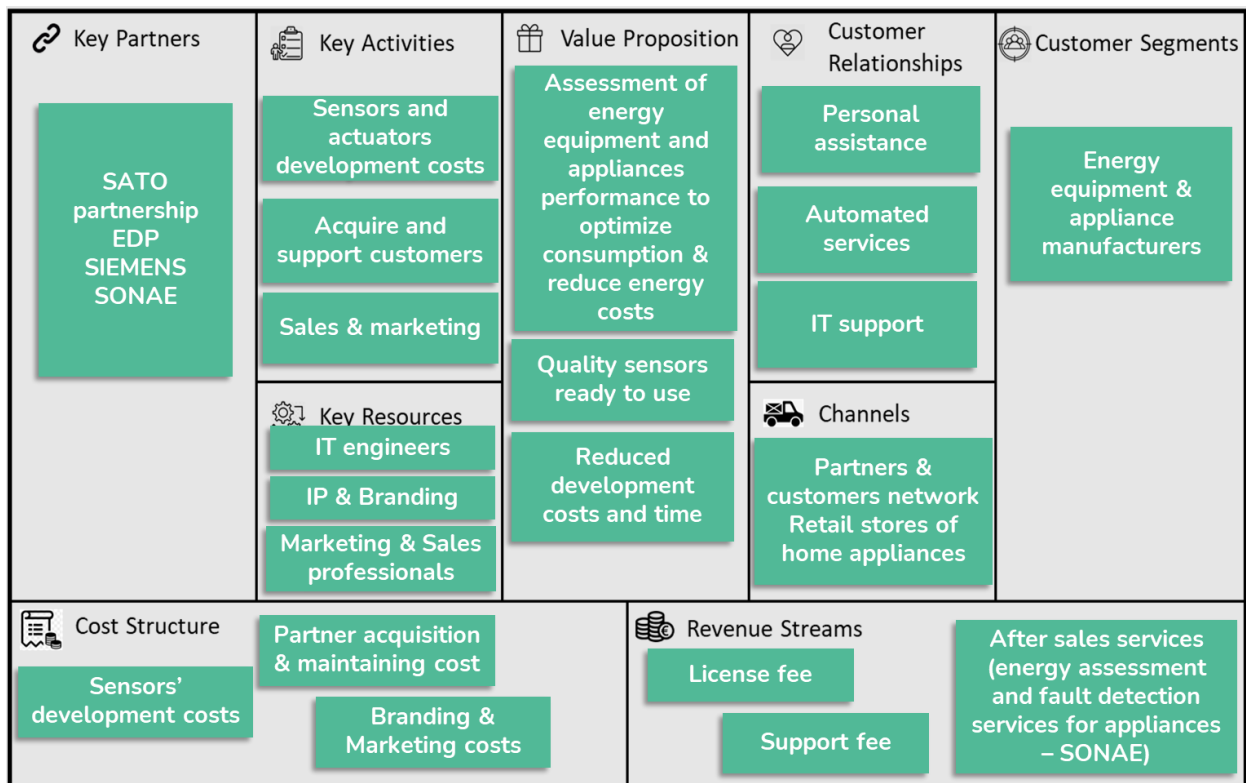 Key Partners
SATO
partnership
EDP
SIEMENS
SONAE
Key Activities
Sensors and
actuators
development costs
Acquire and
support customers
Sales & marketing
Key Resources
IT engineers
IP & Branding
Marketing & Sales
professionals
Value Proposition
Assessment of
energy
equipment and
appliances
performance to
optimize
consumption &
reduce energy
costs
Quality sensors
ready to use
Reduced
development
costs and time
Customer
Relationships
Personal
assistance
Automated
services
IT support
Channels
Partners &
customers network
Retail stores of
home appliances
Customer Segments
Energy
equipment &
appliance
manufacturers
Cost Structure
Sensors'
development costs
Partner acquisition
& maintaining cost
Branding &
Marketing costs
Revenue Streams
License fee
Support fee
After sales services
(energy assessment
and fault detection
services for appliances
– SONAE)